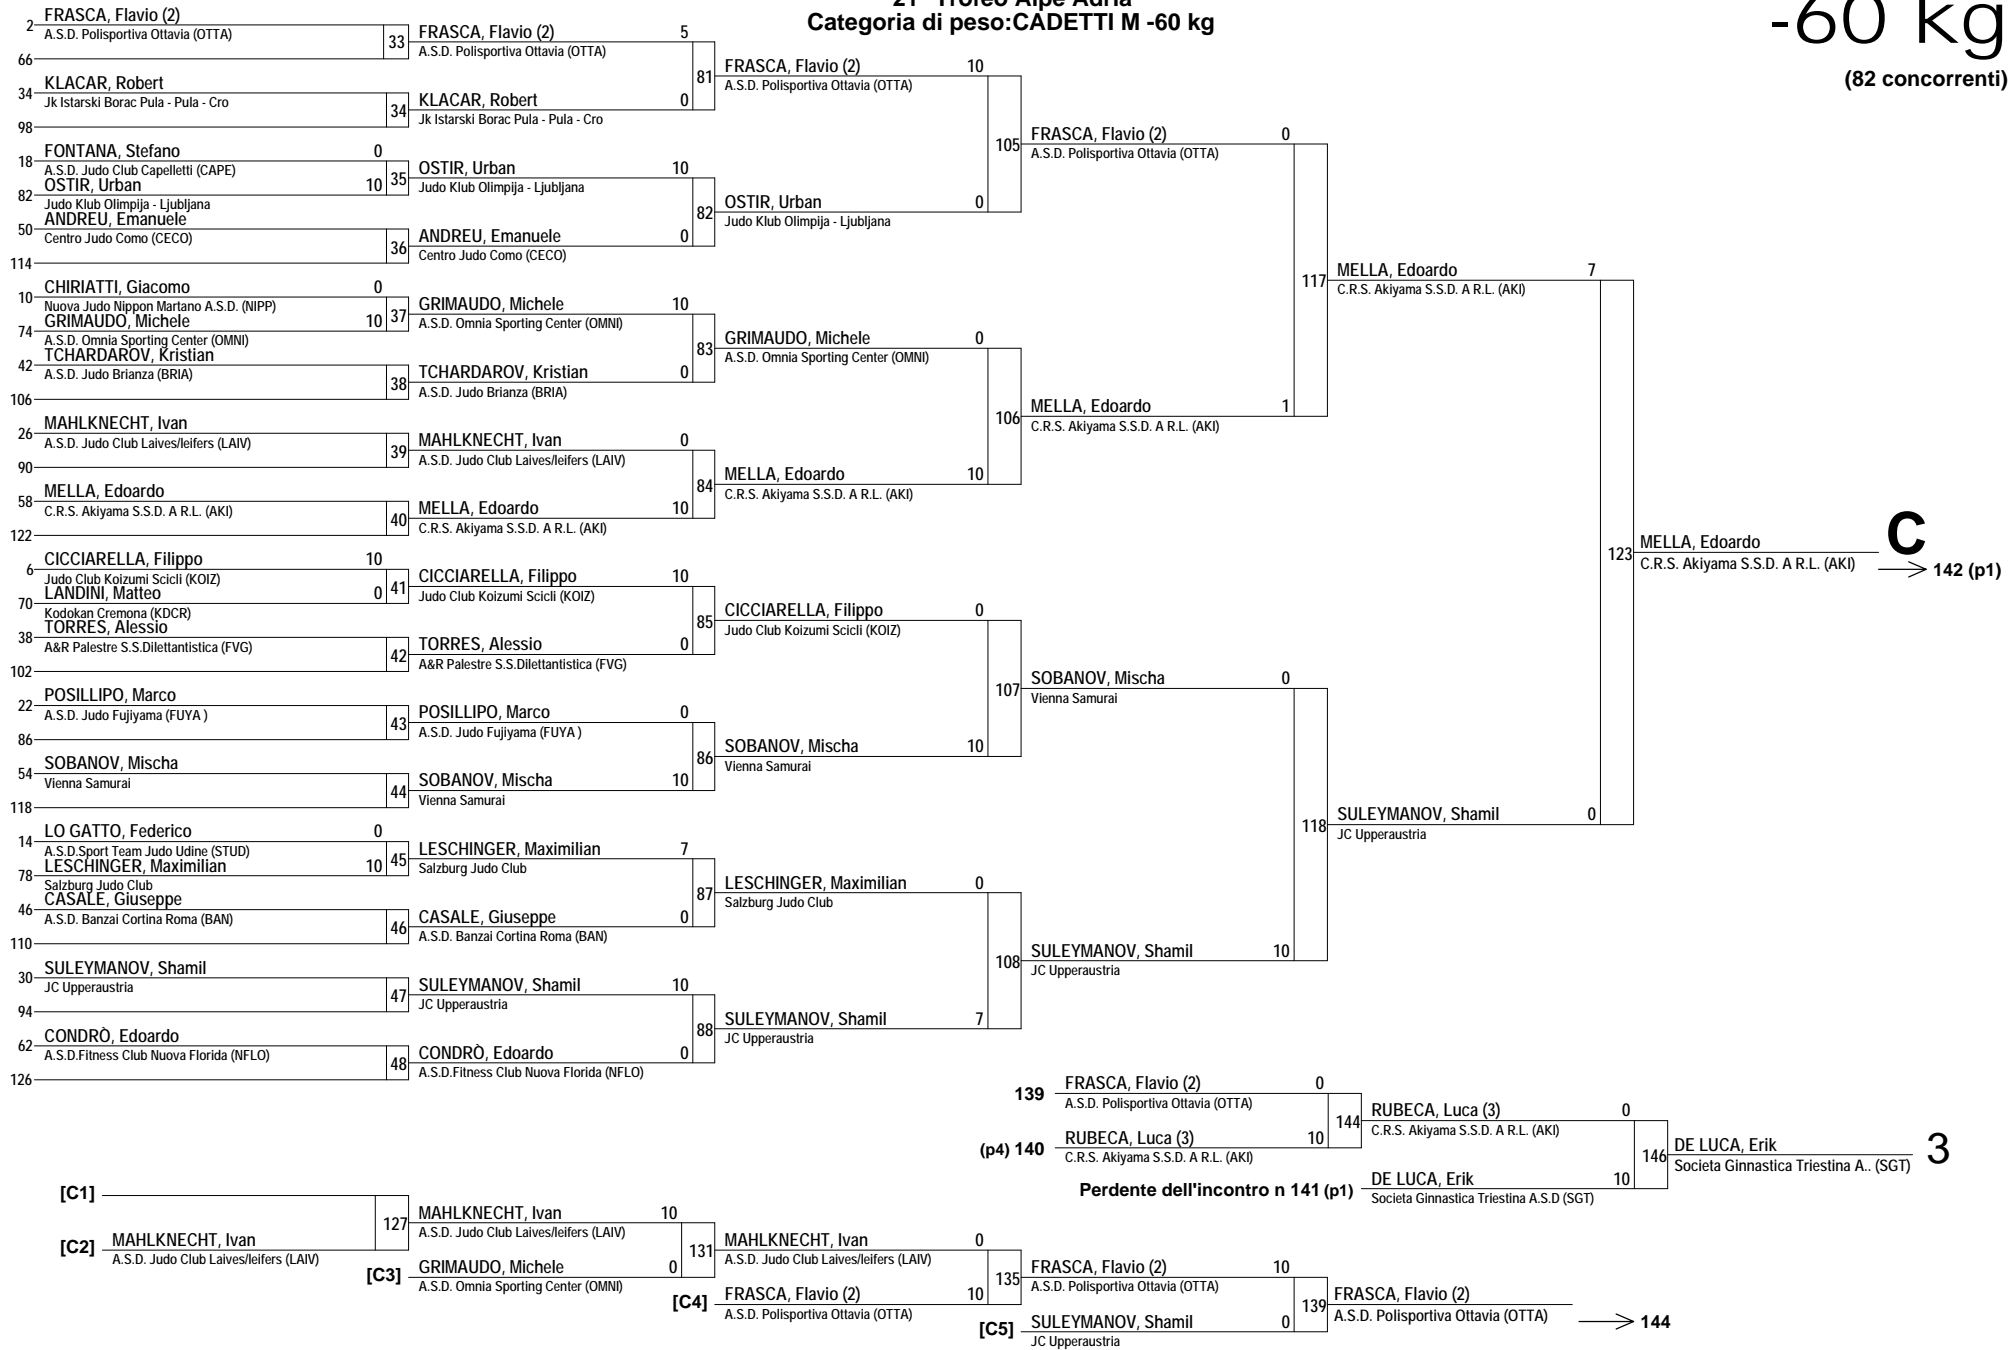 21° Trofeo Alpe Adria
Categoria di peso:CADETTI M -60 kg
-60 kg
(82 concorrenti)
2 FRASCA, Flavio (2)
A.S.D. Polisportiva Ottavia (OTTA)
66
33
34 KLACAR, Robert
Jk Istarski Borac Pula - Pula - Cro
98
34
18 FONTANA, Stefano 0
A.S.D. Judo Club Capelletti (CAPE)
82 OSTIR, Urban 10
Judo Klub Olimpija - Ljubljana
35
50 ANDREU, Emanuele
Centro Judo Como (CECO)
114
36
10 CHIRIATTI, Giacomo 0
Nuova Judo Nippon Martano A.S.D. (NIPP)
74 GRIMAUDO, Michele 10
A.S.D. Omnia Sporting Center (OMNI)
37
42 TCHARDAROV, Kristian
A.S.D. Judo Brianza (BRIA)
106
38
26 MAHLKNECHT, Ivan
A.S.D. Judo Club Laives/leifers (LAIV)
90
39
58 MELLA, Edoardo
C.R.S. Akiyama S.S.D. A R.L. (AKI)
122
40
6 CICCIARELLA, Filippo 10
Judo Club Koizumi Scicli (KOIZ)
70 LANDINI, Matteo 0
Kodokan Cremona (KDCR)
41
38 TORRES, Alessio
A&R Palestre S.S.Dilettantistica (FVG)
102
42
22 POSILLIPO, Marco
A.S.D. Judo Fujiyama (FUYA )
86
43
54 SOBANOV, Mischa
Vienna Samurai
118
44
14 LO GATTO, Federico 0
A.S.D.Sport Team Judo Udine (STUD)
78 LESCHINGER, Maximilian 10
Salzburg Judo Club
45
46 CASALE, Giuseppe
A.S.D. Banzai Cortina Roma (BAN)
110
46
30 SULEYMANOV, Shamil
JC Upperaustria
94
47
62 CONDRÒ, Edoardo
A.S.D.Fitness Club Nuova Florida (NFLO)
126
48
FRASCA, Flavio (2) 5
A.S.D. Polisportiva Ottavia (OTTA)
81
KLACAR, Robert 0
Jk Istarski Borac Pula - Pula - Cro
OSTIR, Urban 10
Judo Klub Olimpija - Ljubljana
82
ANDREU, Emanuele 0
Centro Judo Como (CECO)
GRIMAUDO, Michele 10
A.S.D. Omnia Sporting Center (OMNI)
83
TCHARDAROV, Kristian 0
A.S.D. Judo Brianza (BRIA)
MAHLKNECHT, Ivan 0
A.S.D. Judo Club Laives/leifers (LAIV)
84
MELLA, Edoardo 10
C.R.S. Akiyama S.S.D. A R.L. (AKI)
CICCIARELLA, Filippo 10
Judo Club Koizumi Scicli (KOIZ)
85
TORRES, Alessio 0
A&R Palestre S.S.Dilettantistica (FVG)
POSILLIPO, Marco 0
A.S.D. Judo Fujiyama (FUYA )
86
SOBANOV, Mischa 10
Vienna Samurai
LESCHINGER, Maximilian 7
Salzburg Judo Club
87
CASALE, Giuseppe 0
A.S.D. Banzai Cortina Roma (BAN)
SULEYMANOV, Shamil 10
JC Upperaustria
88
CONDRÒ, Edoardo 0
A.S.D.Fitness Club Nuova Florida (NFLO)
FRASCA, Flavio (2) 10
A.S.D. Polisportiva Ottavia (OTTA)
105
OSTIR, Urban 0
Judo Klub Olimpija - Ljubljana
GRIMAUDO, Michele 0
A.S.D. Omnia Sporting Center (OMNI)
106
MELLA, Edoardo 10
C.R.S. Akiyama S.S.D. A R.L. (AKI)
CICCIARELLA, Filippo 0
Judo Club Koizumi Scicli (KOIZ)
107
SOBANOV, Mischa 10
Vienna Samurai
LESCHINGER, Maximilian 0
Salzburg Judo Club
108
SULEYMANOV, Shamil 7
JC Upperaustria
FRASCA, Flavio (2) 0
A.S.D. Polisportiva Ottavia (OTTA)
117
MELLA, Edoardo 1
C.R.S. Akiyama S.S.D. A R.L. (AKI)
SOBANOV, Mischa 0
Vienna Samurai
118
SULEYMANOV, Shamil 10
JC Upperaustria
MELLA, Edoardo 7
C.R.S. Akiyama S.S.D. A R.L. (AKI)
123
SULEYMANOV, Shamil 0
JC Upperaustria
MELLA, Edoardo
C.R.S. Akiyama S.S.D. A R.L. (AKI)
C
142 (p1)
139 FRASCA, Flavio (2) 0
A.S.D. Polisportiva Ottavia (OTTA)
144
(p4) 140 RUBECA, Luca (3) 10
C.R.S. Akiyama S.S.D. A R.L. (AKI)
RUBECA, Luca (3) 0
C.R.S. Akiyama S.S.D. A R.L. (AKI)
146
Perdente dell'incontro n 141 (p1) DE LUCA, Erik 10
Societa Ginnastica Triestina A.S.D (SGT)
DE LUCA, Erik
Societa Ginnastica Triestina A.. (SGT)
3
[C1]
127
[C2] MAHLKNECHT, Ivan
A.S.D. Judo Club Laives/leifers (LAIV)
MAHLKNECHT, Ivan 10
A.S.D. Judo Club Laives/leifers (LAIV)
131
[C3] GRIMAUDO, Michele 0
A.S.D. Omnia Sporting Center (OMNI)
MAHLKNECHT, Ivan 0
A.S.D. Judo Club Laives/leifers (LAIV)
135
[C4] FRASCA, Flavio (2) 10
A.S.D. Polisportiva Ottavia (OTTA)
FRASCA, Flavio (2) 10
A.S.D. Polisportiva Ottavia (OTTA)
139
[C5] SULEYMANOV, Shamil 0
JC Upperaustria
FRASCA, Flavio (2)
A.S.D. Polisportiva Ottavia (OTTA)
144